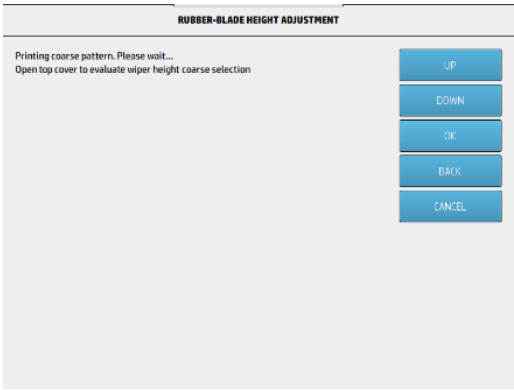 RUBBER-BLADE HEIGHT ADJUSTMENT
Printing coarse pattern. Please wait...
Open top cover to evaluate wiper height coarse selection
UP
DOWN
OK
BACK
CANCEL